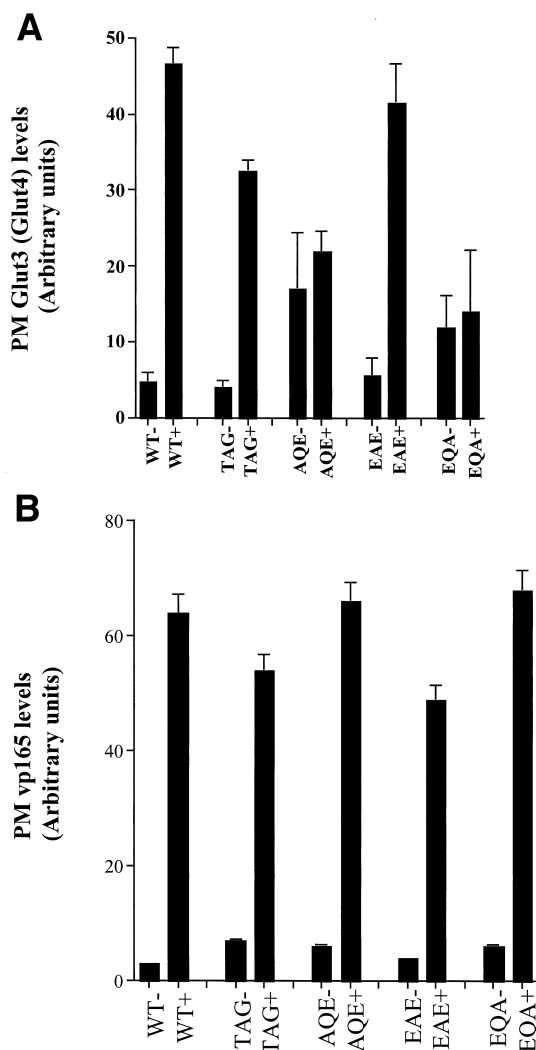 A
PM Glut3 (Glut4) levels
(Arbitrary units)
50
40
30
20
10
0
WT-
WT+
TAG-
TAG+
AQE-
AQE+
EAE-
EAE+
EQA-
EQA+
B
PM vp165 levels
(Arbitrary units)
80
60
40
20
0
WT-
WT+
TAG-
TAG+
AQE-
AQE+
EAE-
EAE+
EQA-
EQA+